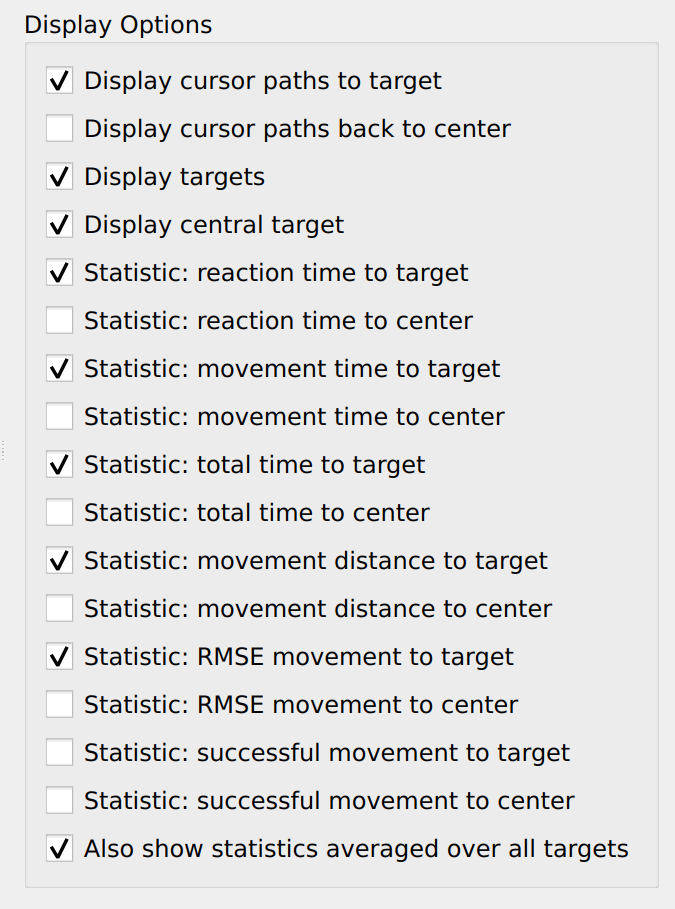 Display Options
Display cursor paths to target
Display cursor paths back to center
Display targets
Display central target
Statistic: reaction time to target
Statistic: reaction time to center
Statistic: movement time to target
Statistic: movement time to center
Statistic: total time to target
Statistic: total time to center
Statistic: movement distance to target
Statistic: movement distance to center
Statistic: RMSE movement to target
Statistic: RMSE movement to center
Statistic: successful movement to target
Statistic: successful movement to center
Also show statistics averaged over all targets